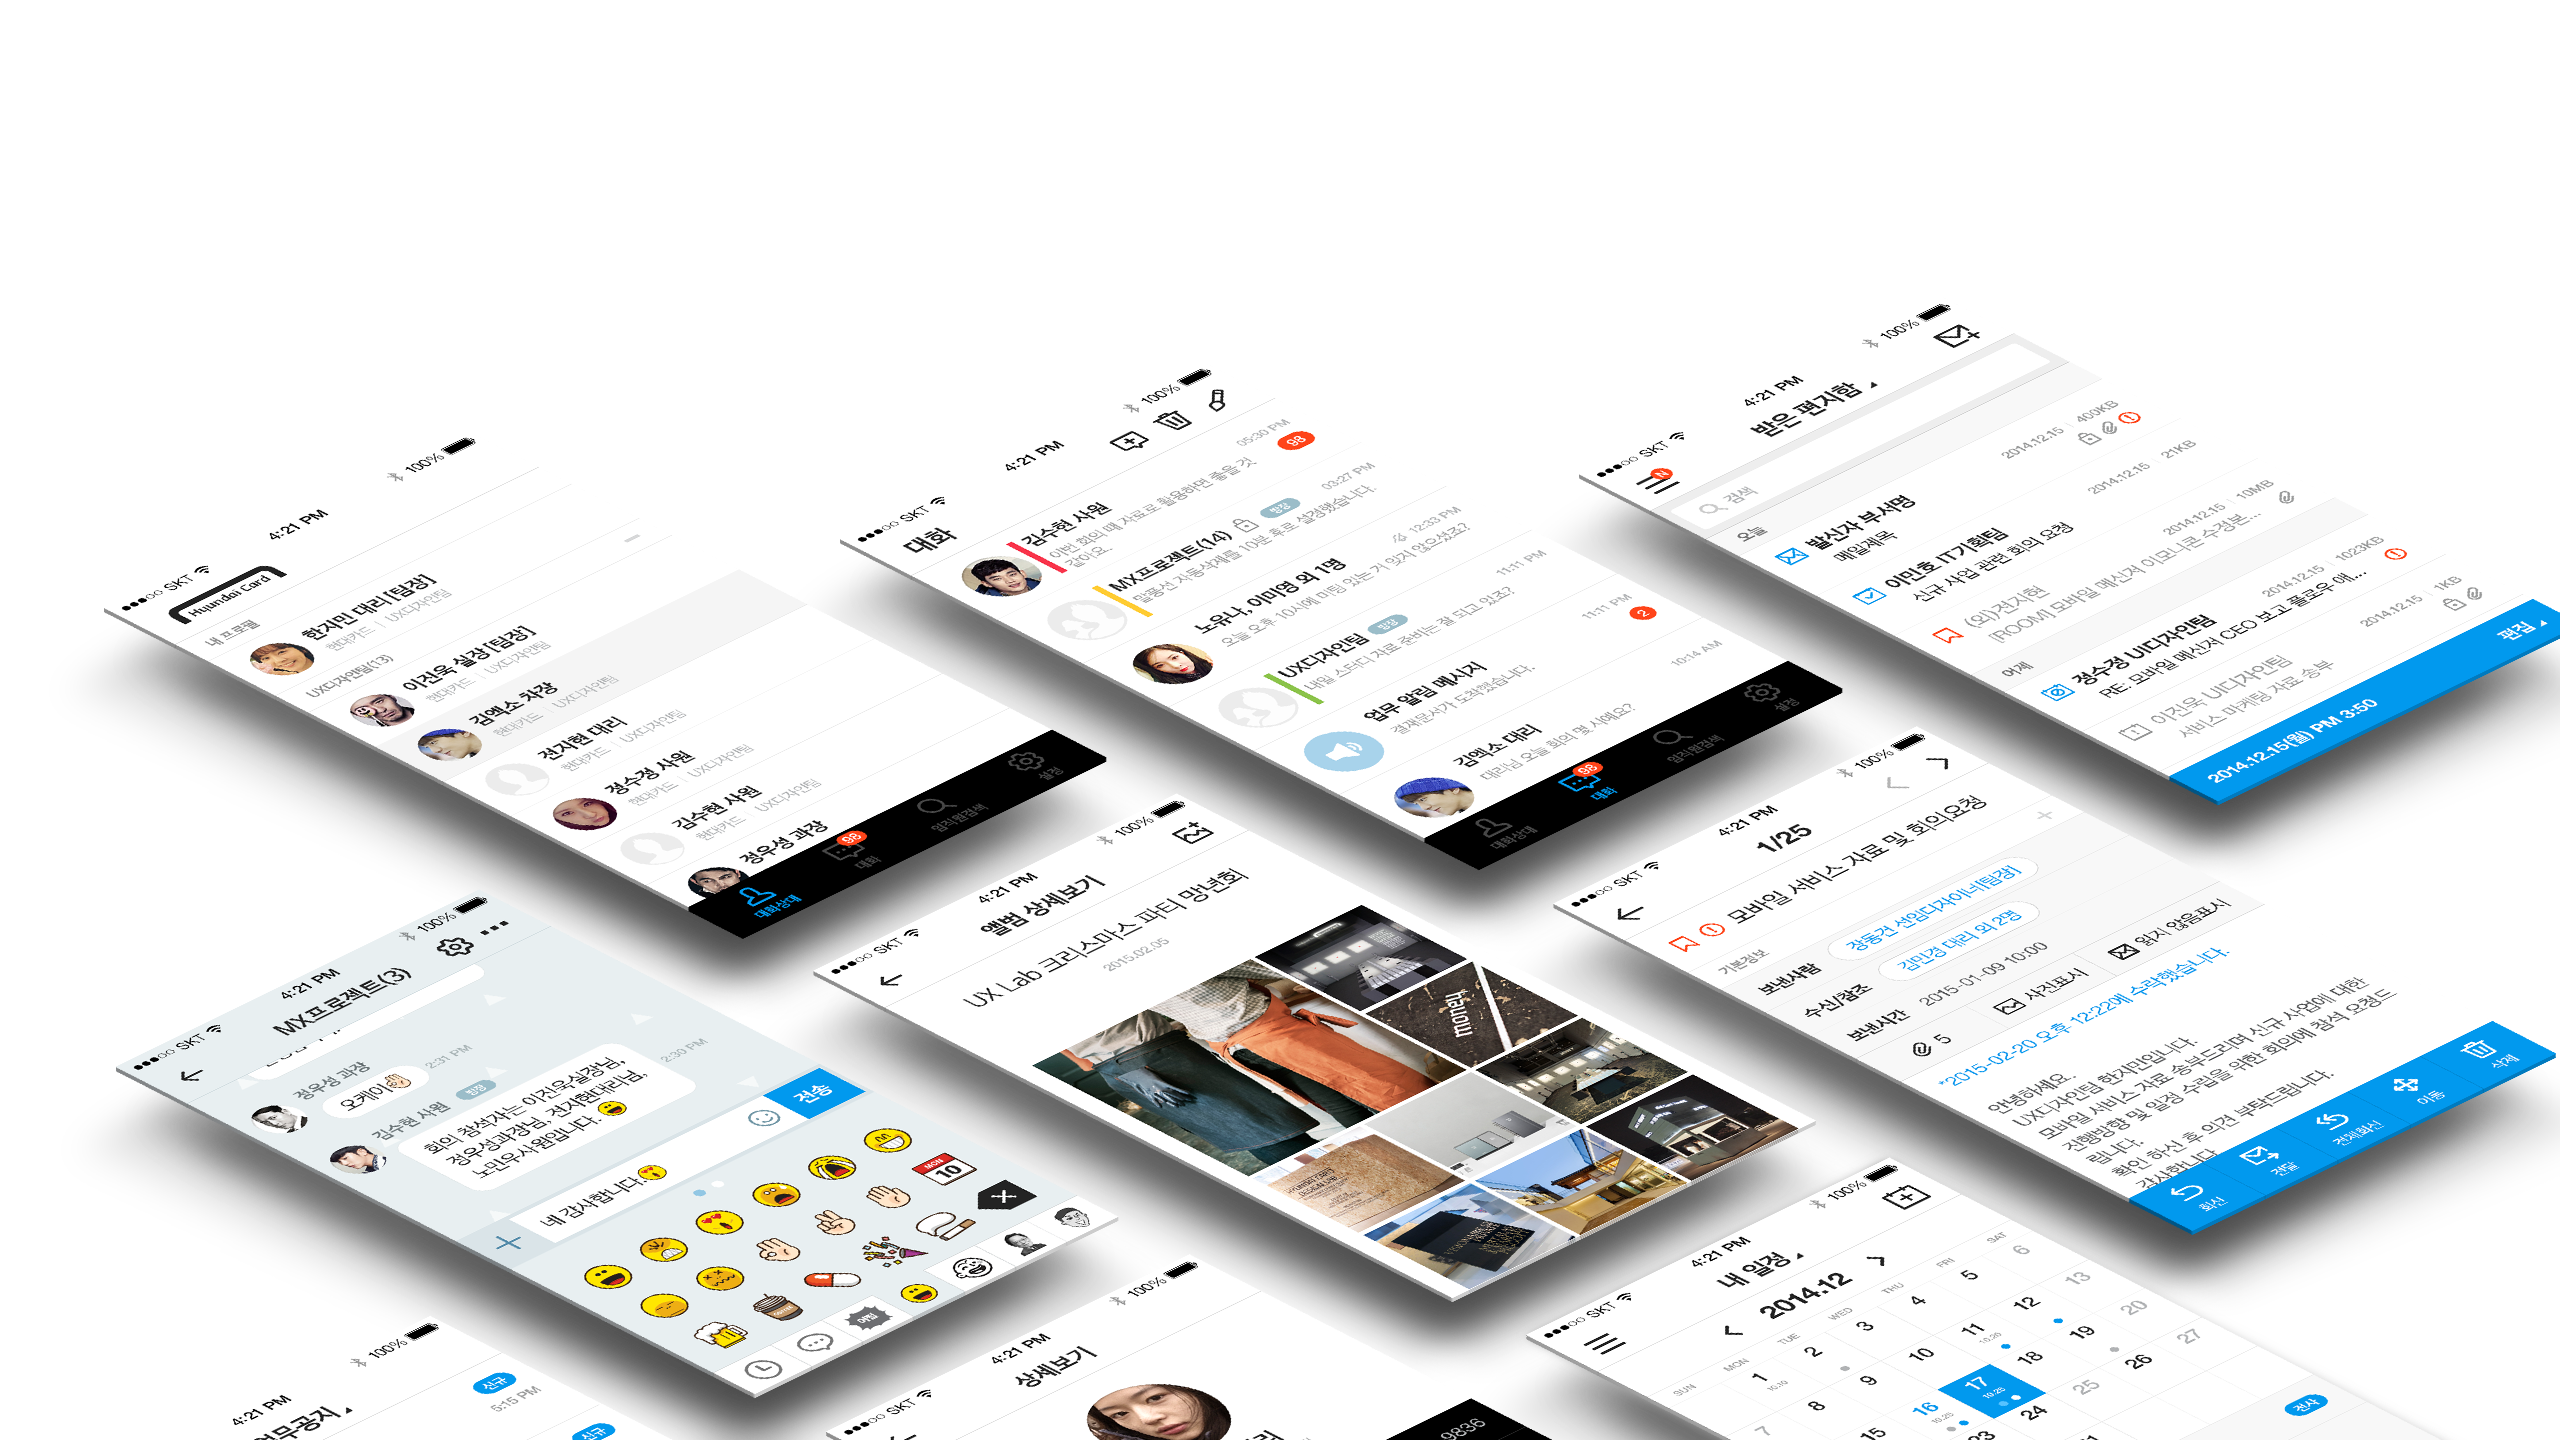 ●●●○○ SKT
4:21 PM
100%
Hyundai Card
내 프로필
한지민 대리 [팀장]
현대카드 | UX디자인팀
UX디자인팀(13)
이진욱 실장 [팀장]
현대카드 | UX디자인팀
김엑소 차장
현대카드 | UX디자인팀
전지현 대리
현대카드 | UX디자인팀
정수정 사원
현대카드 | UX디자인팀
김수현 사원
현대카드 | UX디자인팀
정우성 과장
대화상대
98
대화
임직원검색
설정
●●●○○ SKT
4:21 PM
100%
대화
김수현 사원
05:30 PM
이번 회의 때 자료로 활용하면 좋을 것
같아요.
98
MX프로젝트(14)
방장
03:27 PM
말풍선 자동삭제를 10분 후로 설정했습니다.
노유나, 이미영 외 1명
12:33 PM
오늘 오후 10시에 미팅 있는 거 잊지 않으셨죠?
UX디자인팀
방장
11:11 PM
내일 스터디 자료 준비는 잘 되고 있죠?
업무 알림 메시지
11:11 PM
결재문서가 도착했습니다.
2
김엑소 대리
10:14 AM
대리님 오늘 회의 몇 시에요?
대화상대
98
대화
임직원검색
설정
●●●○○ SKT
4:21 PM
100%
N
받은 편지함
검색
오늘
발신자 부서명
2014.12.15 | 400KB
메일제목
이민호 IT기획팀
2014.12.15 | 21KB
신규 사업 관련 회의 요청
(외)전지현
2014.12.15 | 10MB
[ROOM] 모바일 메신저 이모니콘 수정본...
어제
정수정 UI디자인팀
2014.12.15 | 1023KB
RE: 모바일 메신저 CEO 보고 플로우 애...
이진욱 UI디자인팀
2014.12.15 | 1KB
서비스 마케팅 자료 송부
2014.12.15(월) PM 3:50
편집
●●●○○ SKT
4:21 PM
100%
MX프로젝트(3)
정우성 과장
오케이
2:31 PM
김수현 사원
방장
회의 참석자는 이진욱실장님,
정우성과장님, 전지현대리님,
노민우사원입니다.
2:30 PM
네 감사합니다.
전송
MON
10
COFFEE
●●●○○ SKT
4:21 PM
100%
앨범 상세보기
UX Lab 크리스마스 파티 망년회
2015.02.05
money
●●●○○ SKT
4:21 PM
100%
1/25
모바일 서비스 자료 및 회의요청
기본정보
보낸사람
장동건 선임디자이너[팀장]
수신/참조
김민경 대리 외 2명
보낸시간
2015-01-09 10:00
5
사진표시
읽지 않음표시
*2015-02-20 오후 12:22에 수락했습니다.
안녕하세요.
UX디자인팀 한지민입니다.
모바일 서비스 자료 송부드리며 신규 사업에 대한
진행방향 및 일정 수립을 위한 회의에 참석 요청드
립니다.
확인 하신 후 의견 부탁드립니다.
감사합니다
회신
전달
전체회신
이동
삭제
4:21 PM
100%
업무공지
신규
5:15 PM
신규
●●●○○ SKT
4:21 PM
100%
상세보기
9836
●●●○○ SKT
4:21 PM
100%
내 일정
2014.12
SUN MON TUE WED THU FRI SAT
1 2 3 4 5 6
10.10
7 8 9 10 11 12 13
10.20
15 16 17 18 19 20
10.25
10.25
23 24 25 26 27
전사